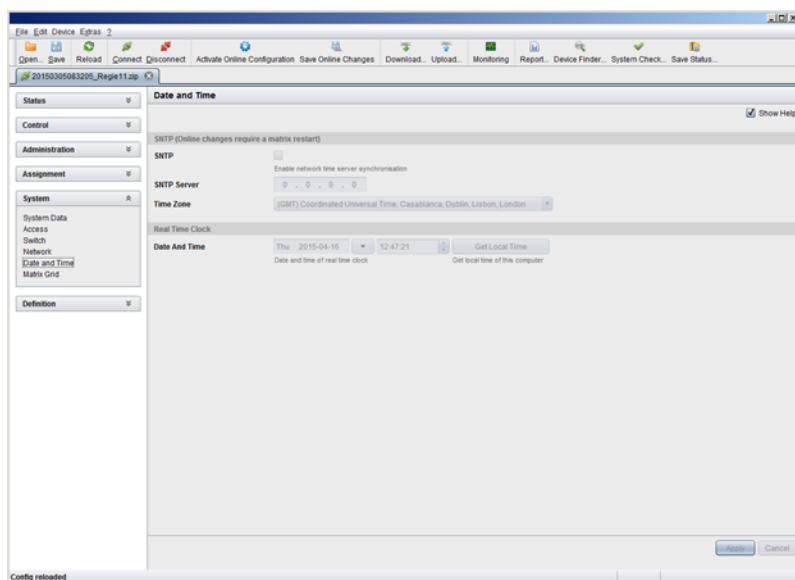 File Edit Device Extras ?
Open... Save Reload Connect Disconnect Activate Online Configuration Save Online Changes Download... Upload... Monitoring Report... Device Finder... System Check... Save Status...
20150305083205_Regie11.zip
Status
Control
Administration
Assignment
System
System Data
Access
Switch
Network
Date and Time
Matrix Grid
Definition
Date and Time
Show Help
SNTP (Online changes require a matrix restart)
SNTP
Enable network time server synchronisation
SNTP Server 0 . 0 . 0 . 0
Time Zone (GMT) Coordinated Universal Time, Casablanca, Dublin, Lisbon, London
Real Time Clock
Date And Time Thu 2015-04-16 12:47:21 Get Local Time
Date and time of real time clock Get local time of this computer
Apply Cancel
Config reloaded